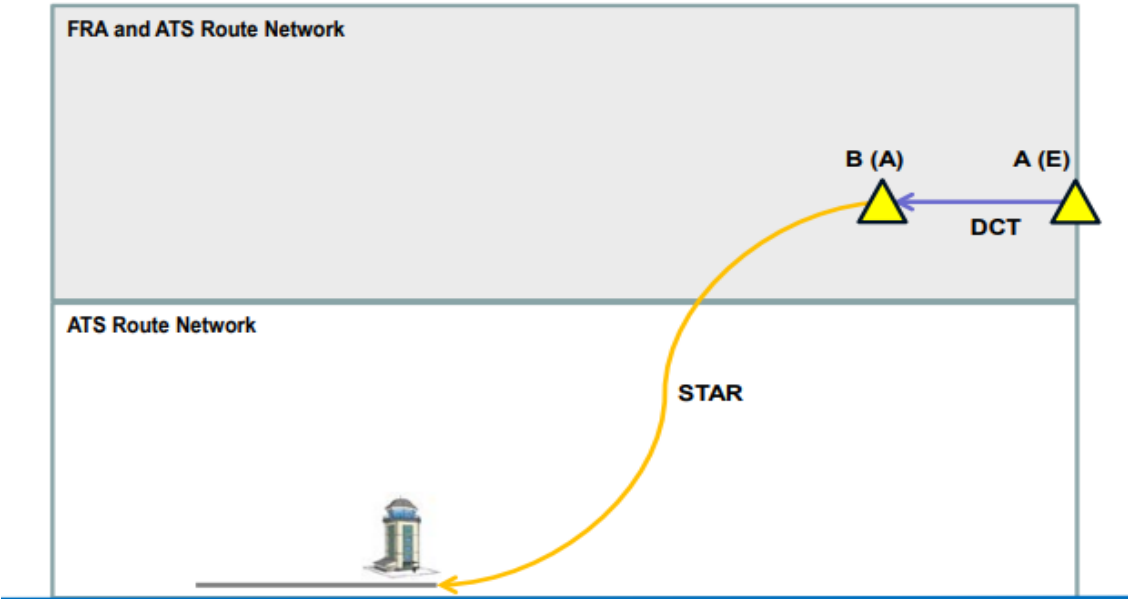 FRA and ATS Route Network
B (A)
A (E)
DCT
ATS Route Network
STAR